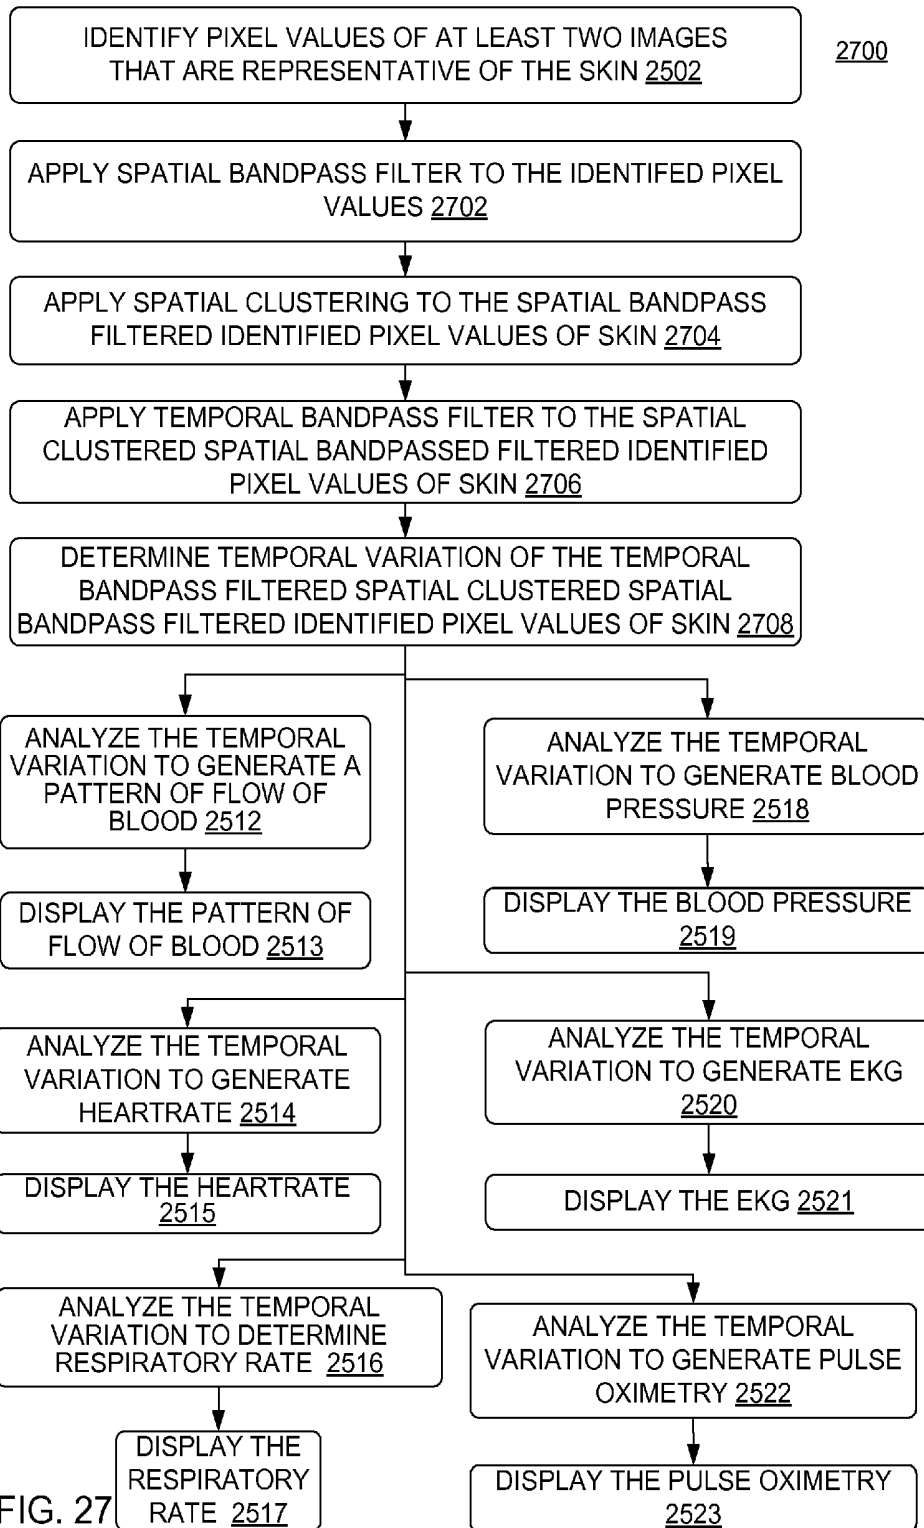 IDENTIFY PIXEL VALUES OF AT LEAST TWO IMAGES
THAT ARE REPRESENTATIVE OF THE SKIN 2502
2700
APPLY SPATIAL BANDPASS FILTER TO THE IDENTIFED PIXEL
VALUES 2702
APPLY SPATIAL CLUSTERING TO THE SPATIAL BANDPASS
FILTERED IDENTIFIED PIXEL VALUES OF SKIN 2704
APPLY TEMPORAL BANDPASS FILTER TO THE SPATIAL
CLUSTERED SPATIAL BANDPASSED FILTERED IDENTIFIED
PIXEL VALUES OF SKIN 2706
DETERMINE TEMPORAL VARIATION OF THE TEMPORAL
BANDPASS FILTERED SPATIAL CLUSTERED SPATIAL
BANDPASS FILTERED IDENTIFIED PIXEL VALUES OF SKIN 2708
ANALYZE THE TEMPORAL
VARIATION TO GENERATE A
PATTERN OF FLOW OF
BLOOD 2512
ANALYZE THE TEMPORAL
VARIATION TO GENERATE BLOOD
PRESSURE 2518
DISPLAY THE PATTERN OF
FLOW OF BLOOD 2513
DISPLAY THE BLOOD PRESSURE
2519
ANALYZE THE TEMPORAL
VARIATION TO GENERATE
HEARTRATE 2514
ANALYZE THE TEMPORAL
VARIATION TO GENERATE EKG
2520
DISPLAY THE HEARTRATE
2515
DISPLAY THE EKG 2521
ANALYZE THE TEMPORAL
VARIATION TO DETERMINE
RESPIRATORY RATE 2516
ANALYZE THE TEMPORAL
VARIATION TO GENERATE PULSE
OXIMETRY 2522
DISPLAY THE
RESPIRATORY
RATE 2517
DISPLAY THE PULSE OXIMETRY
2523
FIG. 27